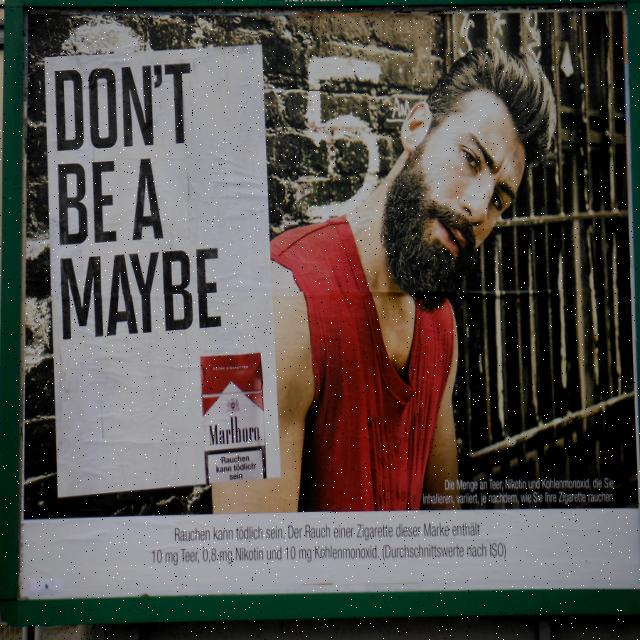 DON'T
BE A
MAYBE
5
Marlboro
Rauchen
kann tödlich
sein
Die Menge an Teer, Nikotin und Kohlenmonoxid, die Sie
inhalieren, variiert, je nachdem, wie Sie Ihre Zigarette rauchen.
Rauchen kann tödlich sein. Der Rauch einer Zigarette dieser Marke enthält
10 mg Teer, 0,8 mg Nikotin und 10 mg Kohlenmonoxid. (Durchschnittswerte nach ISO)